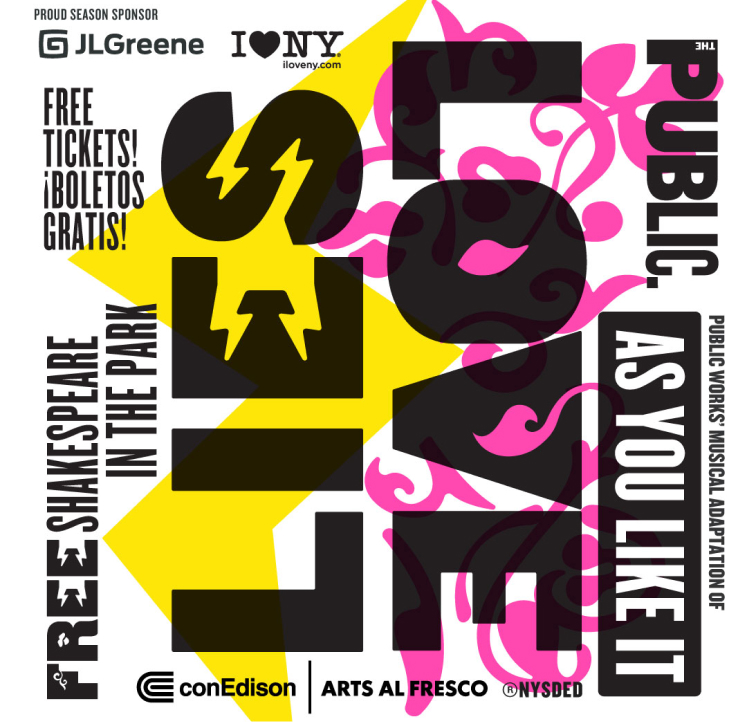 PROUD SEASON SPONSOR
JLGreene
I NY.
iloveny.com
FREE
TICKETS!
¡BOLETOS
GRATIS!
LIES
LOVE
THE
PUBLIC.
FREE SHAKESPEARE
IN THE PARK
PUBLIC WORKS' MUSICAL ADAPTATION OF
AS YOU LIKE IT
conEdison
ARTS AL FRESCO
®NYSDED